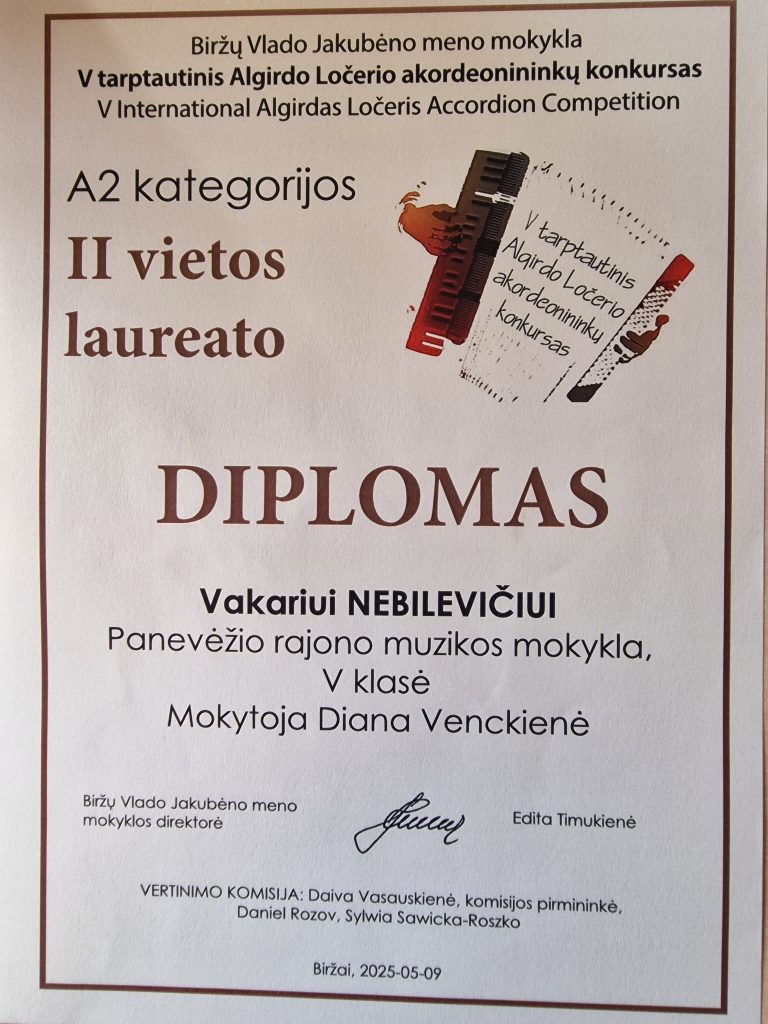 Biržų Vlado Jakubėno meno mokykla
V tarptautinis Algirdo Ločerio akordeonininkų konkursas
V International Algirdas Ločeris Accordion Competition
A2 kategorijos
II vietos
laureato
V tarptautinis
Algirdo Ločerio
akordeonininkų
konkursas
DIPLOMAS
Vakariui NEBILEVIČIUI
Panevėžio rajono muzikos mokykla,
V klasė
Mokytoja Diana Venckienė
Biržų Vlado Jakubėno meno
mokyklos direktorė
Edita Timukienė
VERTINIMO KOMISIJA: Daiva Vasauskienė, komisijos pirmininkė,
Daniel Rozov, Sylwia Sawicka-Roszko
Biržai, 2025-05-09